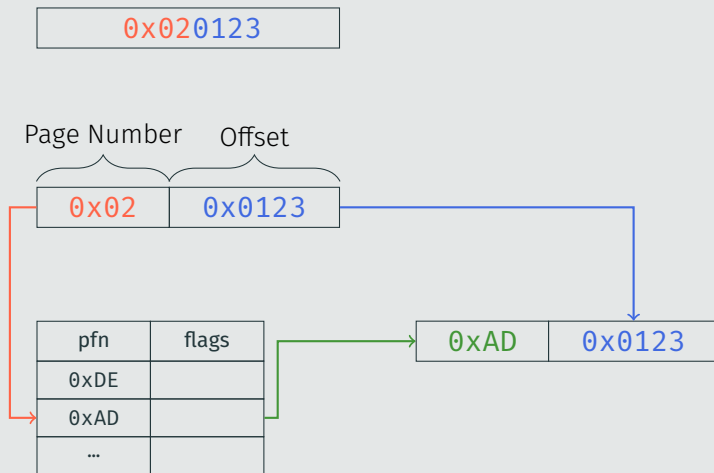 0x020123
Page Number Offset
0x02 0x0123
pfn flags
0xAD 0x0123
0xDE
0xAD
…